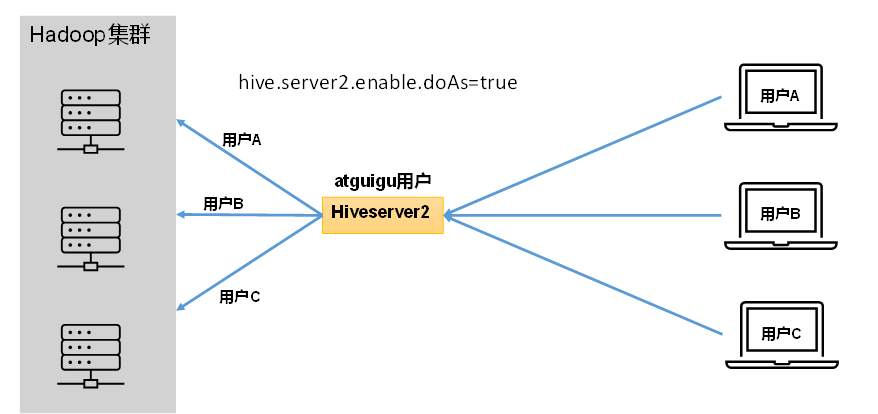 Hadoop集群
hive.server2.enable.doAs=true
用户A
用户A
atguigu用户
用户B
Hiveserver2
用户B
用户C
用户C